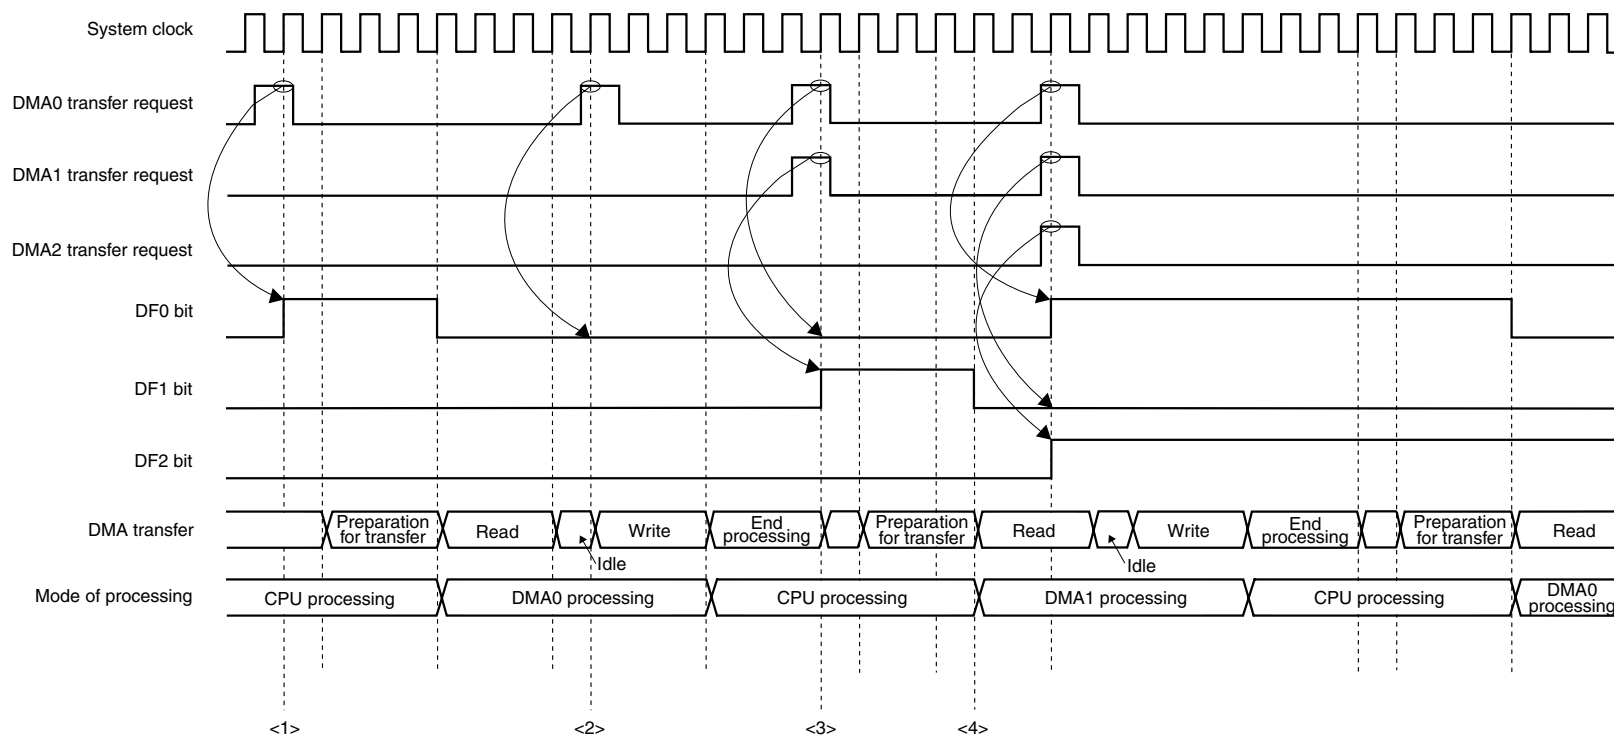 System clock
DMA0 transfer request
DMA1 transfer request
DMA2 transfer request
DF0 bit
DF1 bit
DF2 bit
DMA transfer
Preparation
for transfer
Read
Idle
Write
End
processing
Preparation
for transfer
Read
Idle
Write
End
processing
Preparation
for transfer
Read
Mode of processing
CPU processing
DMA0 processing
CPU processing
DMA1 processing
CPU processing
DMA0
processing
<1>
<2>
<3>
<4>